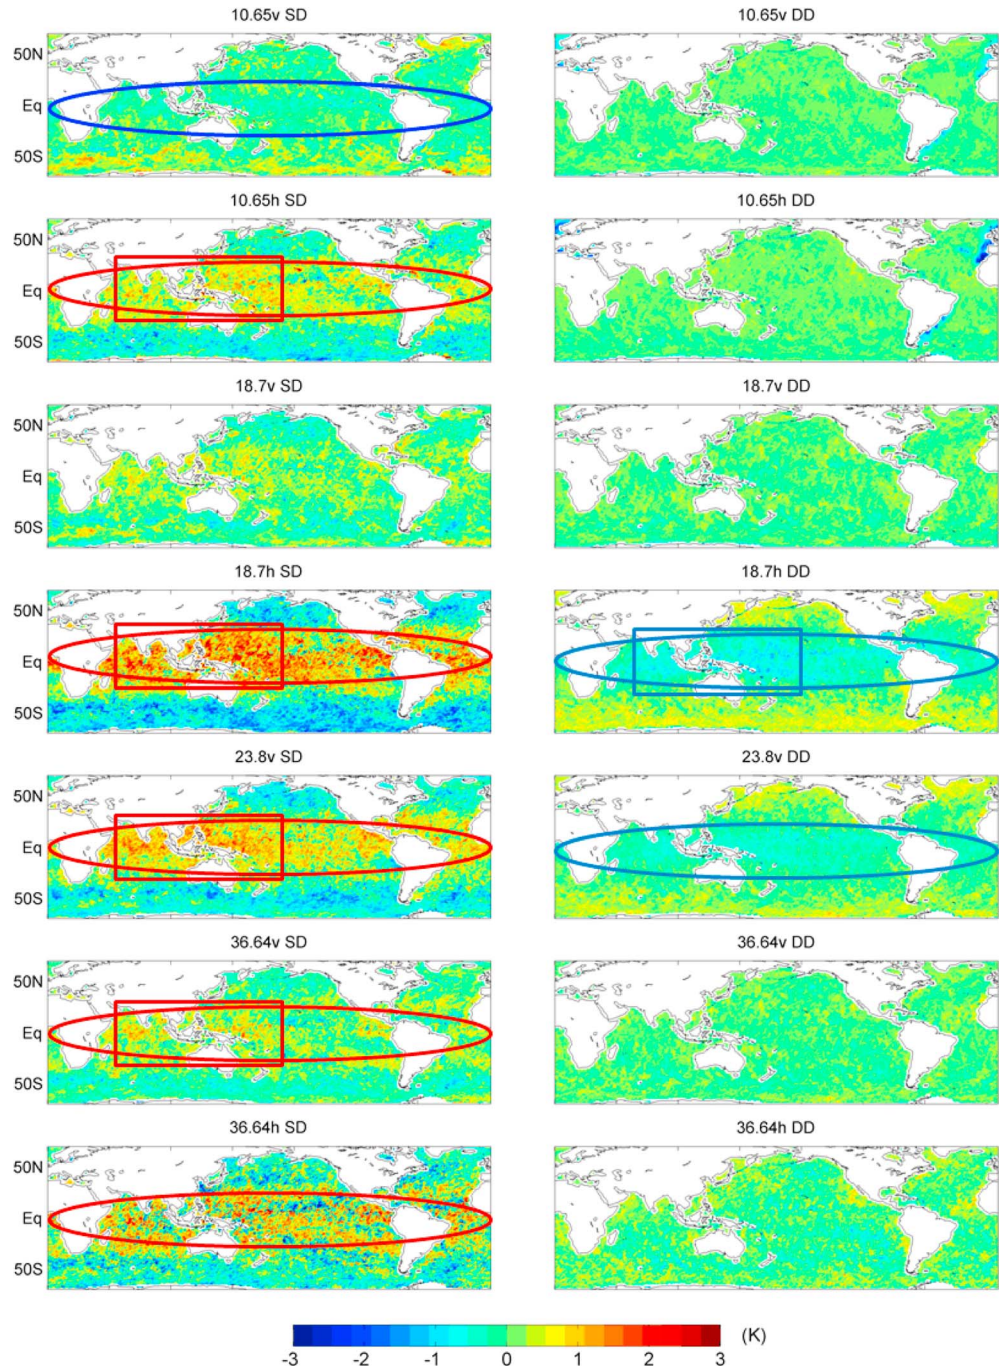 10.65v SD
10.65v DD
50N
Eq
50S
10.65h SD
10.65h DD
50N
Eq
50S
18.7v SD
18.7v DD
50N
Eq
50S
18.7h SD
18.7h DD
50N
Eq
50S
23.8v SD
23.8v DD
50N
Eq
50S
36.64v SD
36.64v DD
50N
Eq
50S
36.64h SD
36.64h DD
50N
Eq
50S
-3 -2 -1 0 1 2 3 (K)